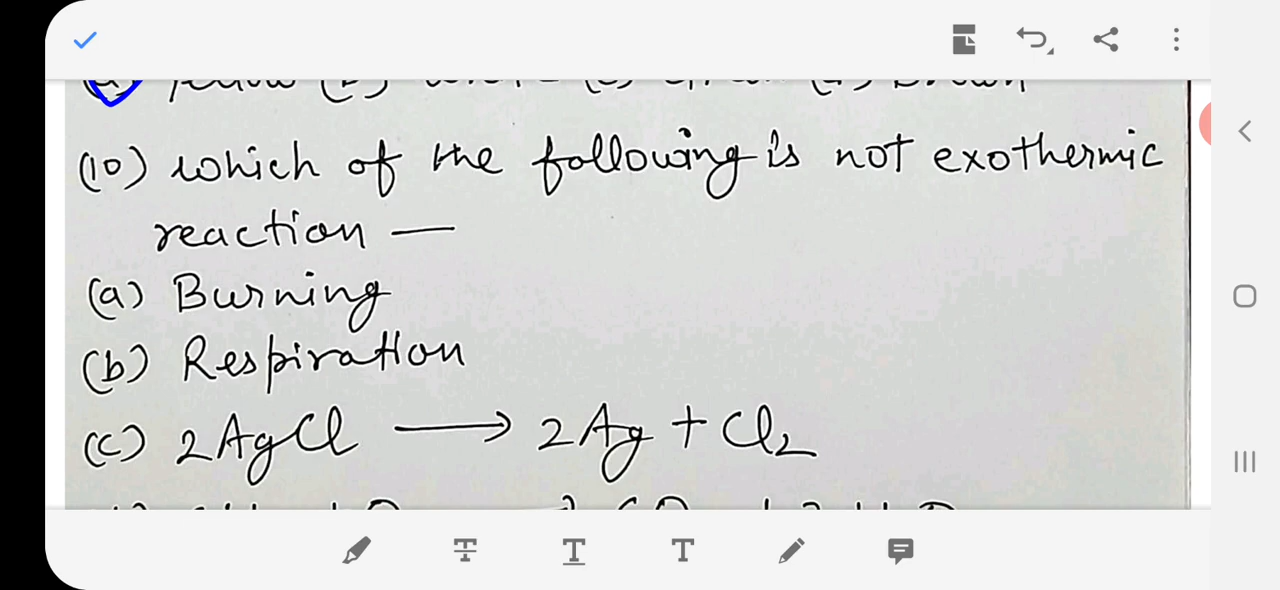 (10) which of the following is not exothermic
reaction —
(a) Burning
(b) Respiration
(c) 2AgCl ⟶ 2Ag + Cl₂